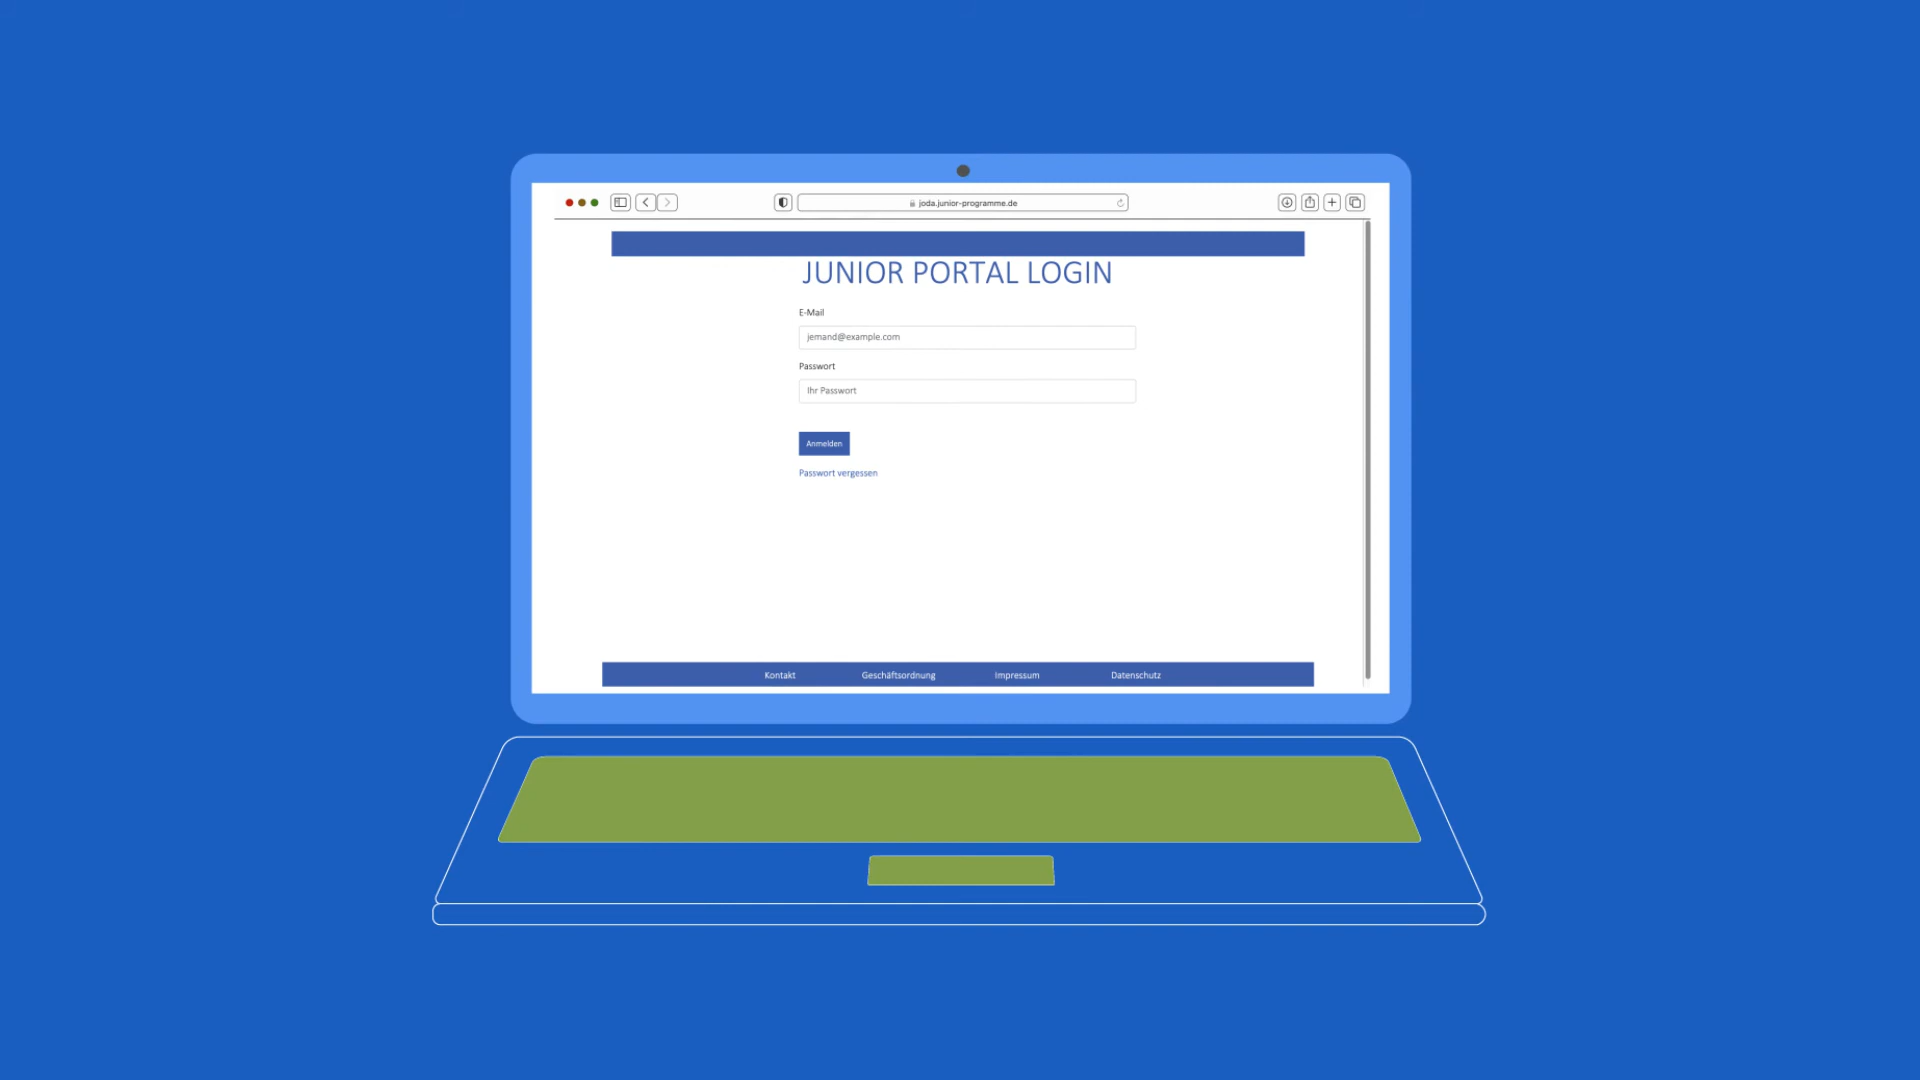 joda.junior-programme.de
JUNIOR PORTAL LOGIN
E-Mail
jemand@example.com
Passwort
Ihr Passwort
Anmelden
Passwort vergessen
Kontakt Geschäftsordnung Impressum Datenschutz